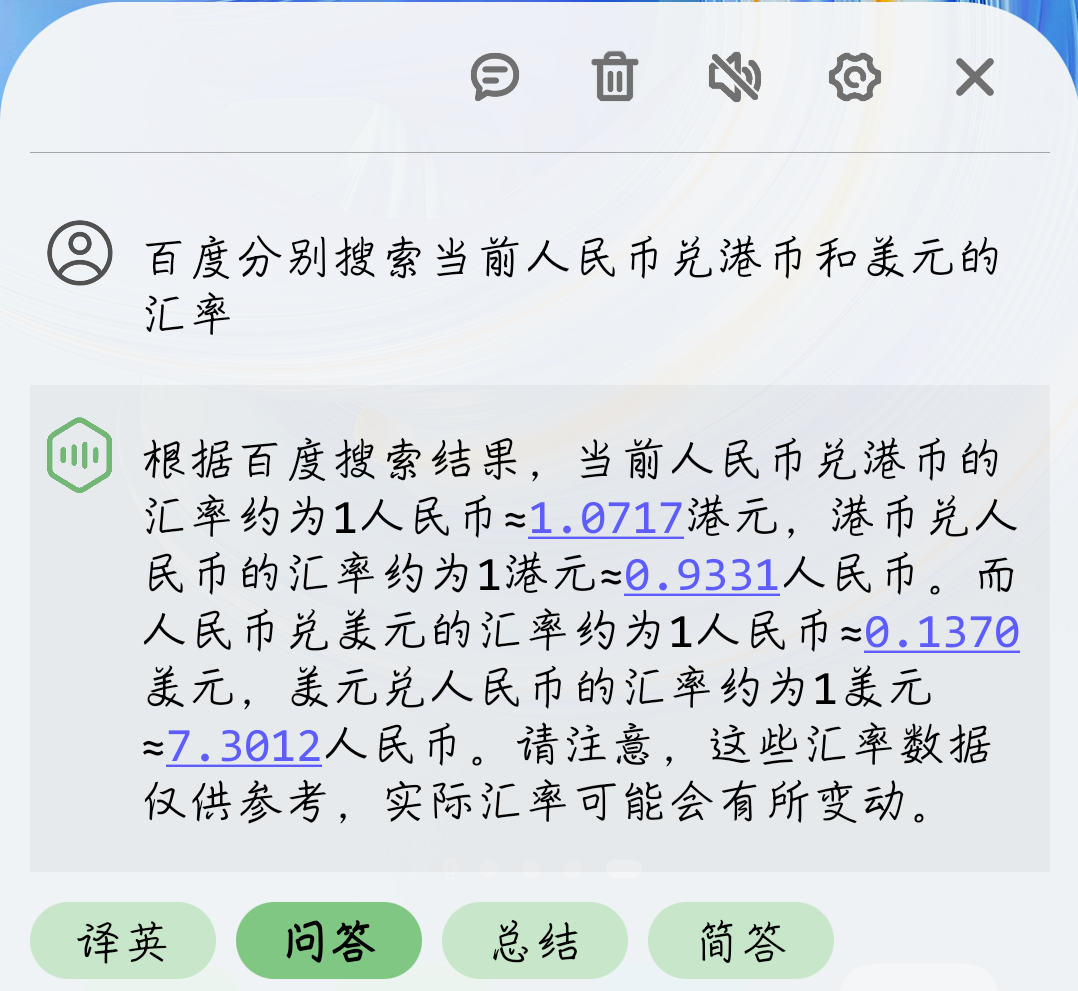 百度分别搜索当前人民币兑港币和美元的
汇率
根据百度搜索结果，当前人民币兑港币的
汇率约为1人民币≈1.0717港元，港币兑人
民币的汇率约为1港元≈0.9331人民币。而
人民币兑美元的汇率约为1人民币≈0.1370
美元，美元兑人民币的汇率约为1美元
≈7.3012人民币。请注意，这些汇率数据
仅供参考，实际汇率可能会有所变动。
译英 问答 总结 简答